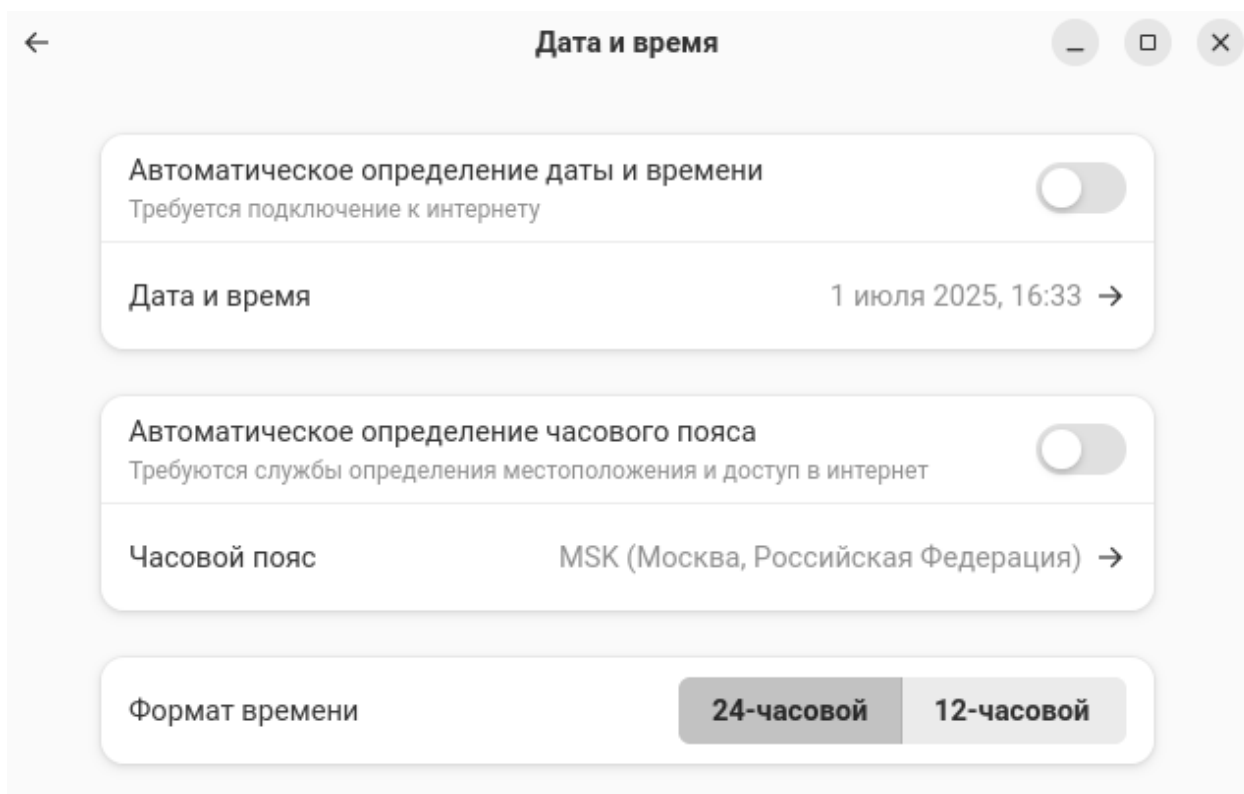 Дата и время
Автоматическое определение даты и времени
Требуется подключение к интернету
Дата и время 1 июля 2025, 16:33
Автоматическое определение часового пояса
Требуются службы определения местоположения и доступ в интернет
Часовой пояс MSK (Москва, Российская Федерация)
Формат времени 24-часовой 12-часовой